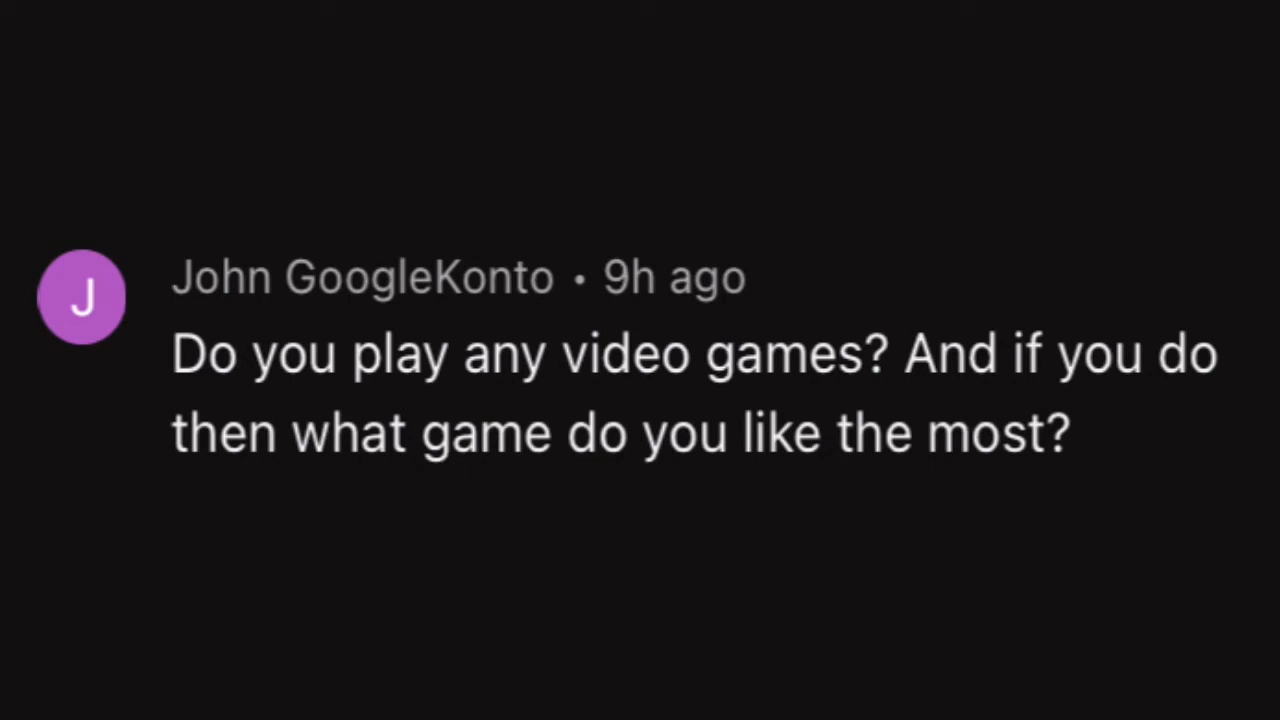 J
John GoogleKonto • 9h ago
Do you play any video games? And if you do
then what game do you like the most?